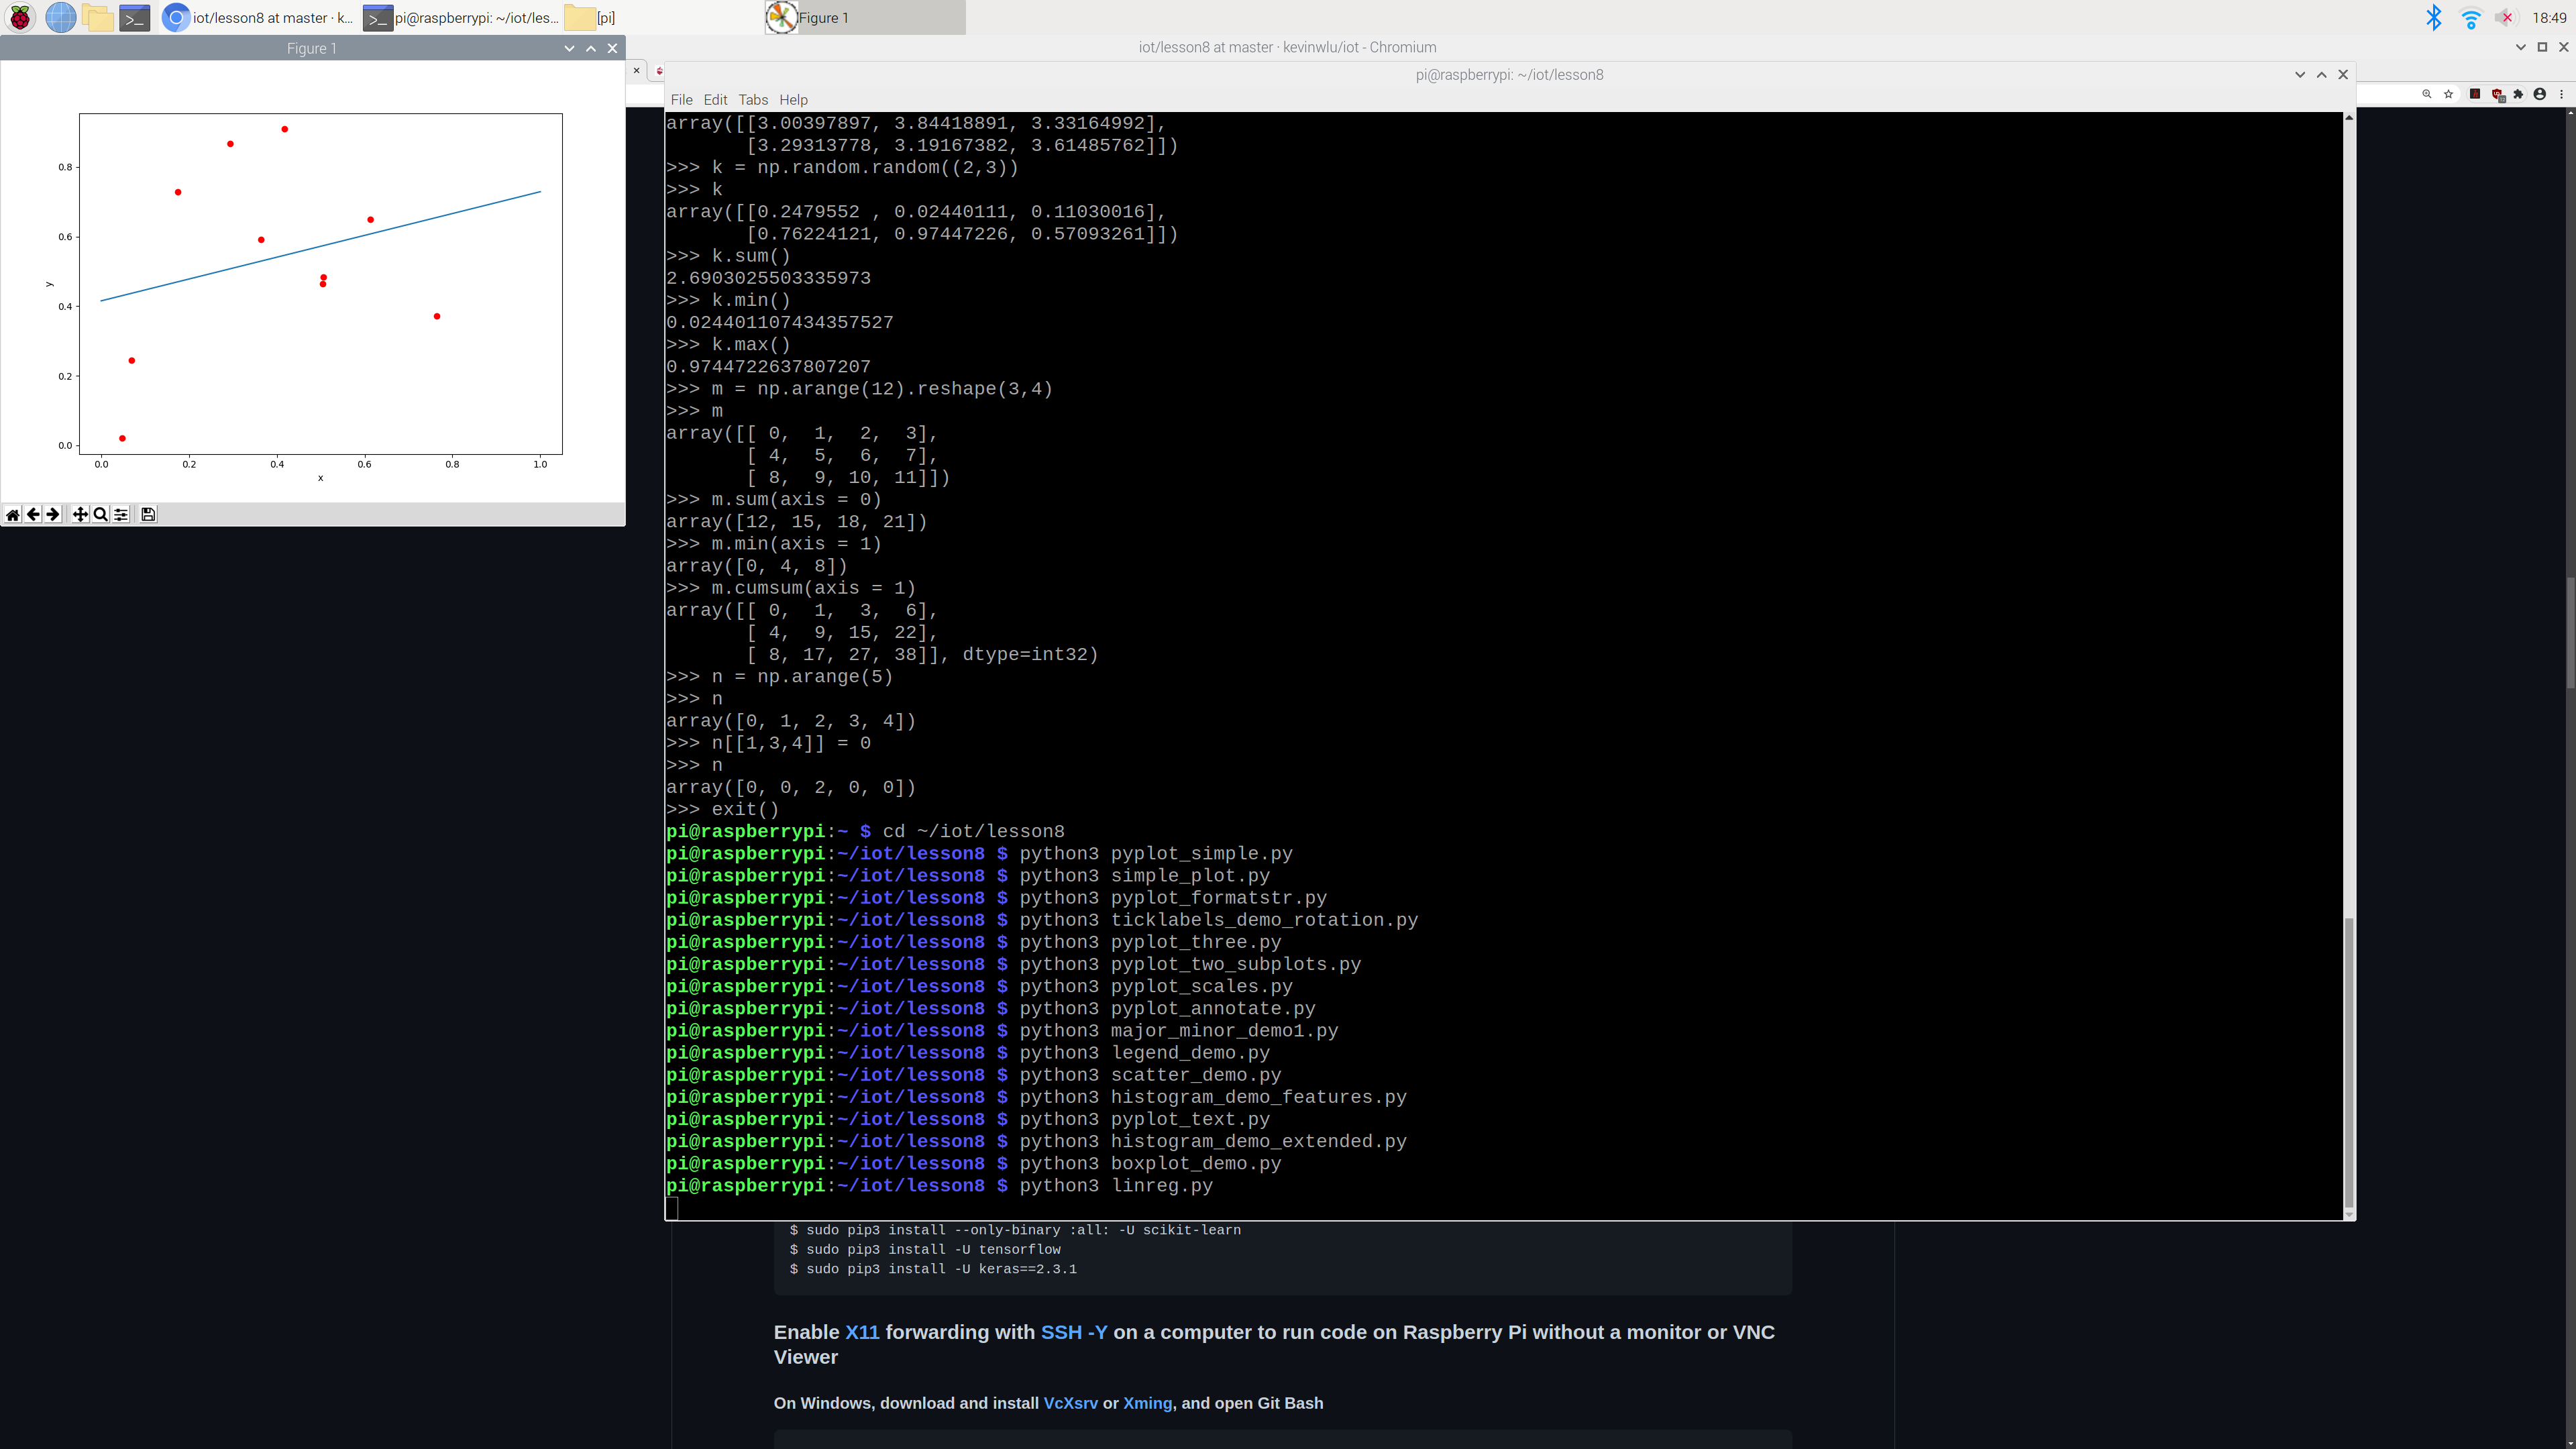 iot/lesson8 at master · k...
pi@raspberrypi: ~/iot/les...
[pi]
Figure 1
18:49
Figure 1
iot/lesson8 at master · kevinwlu/iot - Chromium
pi@raspberrypi: ~/iot/lesson8
File Edit Tabs Help
0.8
0.6
0.4
0.2
0.0
y
0.0 0.2 0.4 0.6 0.8 1.0
x
array([[3.00397897, 3.84418891, 3.33164992],
       [3.29313778, 3.19167382, 3.61485762]])
>>> k = np.random.random((2,3))
>>> k
array([[0.2479552 , 0.02440111, 0.11030016],
       [0.76224121, 0.97447226, 0.57093261]])
>>> k.sum()
2.6903025503335973
>>> k.min()
0.024401107434357527
>>> k.max()
0.9744722637807207
>>> m = np.arange(12).reshape(3,4)
>>> m
array([[ 0,  1,  2,  3],
       [ 4,  5,  6,  7],
       [ 8,  9, 10, 11]])
>>> m.sum(axis = 0)
array([12, 15, 18, 21])
>>> m.min(axis = 1)
array([0, 4, 8])
>>> m.cumsum(axis = 1)
array([[ 0,  1,  3,  6],
       [ 4,  9, 15, 22],
       [ 8, 17, 27, 38]], dtype=int32)
>>> n = np.arange(5)
>>> n
array([0, 1, 2, 3, 4])
>>> n[[1,3,4]] = 0
>>> n
array([0, 0, 2, 0, 0])
>>> exit()
pi@raspberrypi:~ $ cd ~/iot/lesson8
pi@raspberrypi:~/iot/lesson8 $ python3 pyplot_simple.py
pi@raspberrypi:~/iot/lesson8 $ python3 simple_plot.py
pi@raspberrypi:~/iot/lesson8 $ python3 pyplot_formatstr.py
pi@raspberrypi:~/iot/lesson8 $ python3 ticklabels_demo_rotation.py
pi@raspberrypi:~/iot/lesson8 $ python3 pyplot_three.py
pi@raspberrypi:~/iot/lesson8 $ python3 pyplot_two_subplots.py
pi@raspberrypi:~/iot/lesson8 $ python3 pyplot_scales.py
pi@raspberrypi:~/iot/lesson8 $ python3 pyplot_annotate.py
pi@raspberrypi:~/iot/lesson8 $ python3 major_minor_demo1.py
pi@raspberrypi:~/iot/lesson8 $ python3 legend_demo.py
pi@raspberrypi:~/iot/lesson8 $ python3 scatter_demo.py
pi@raspberrypi:~/iot/lesson8 $ python3 histogram_demo_features.py
pi@raspberrypi:~/iot/lesson8 $ python3 pyplot_text.py
pi@raspberrypi:~/iot/lesson8 $ python3 histogram_demo_extended.py
pi@raspberrypi:~/iot/lesson8 $ python3 boxplot_demo.py
pi@raspberrypi:~/iot/lesson8 $ python3 linreg.py
$ sudo pip3 install --only-binary :all: -U scikit-learn
$ sudo pip3 install -U tensorflow
$ sudo pip3 install -U keras==2.3.1
Enable X11 forwarding with SSH -Y on a computer to run code on Raspberry Pi without a monitor or VNC
Viewer
On Windows, download and install VcXsrv or Xming, and open Git Bash